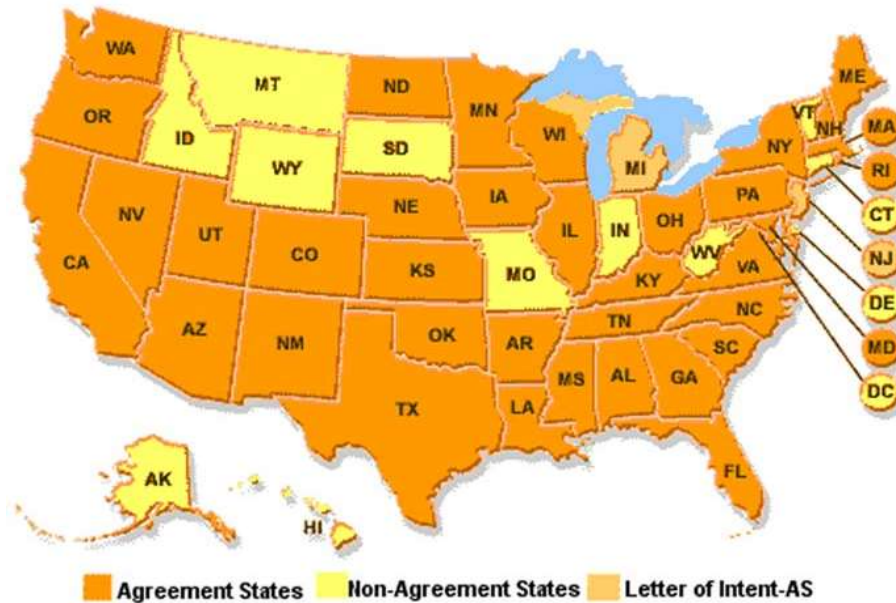 WA
MT
ND
MN
ME
OR
ID
SD
WI
VT
NH
MA
WY
MI
NY
RI
NV
NE
IA
PA
CT
UT
CO
IL
IN
OH
NJ
CA
KS
MO
WV
VA
DE
KY
NC
MD
AZ
NM
OK
AR
TN
SC
DC
MS
AL
GA
TX
LA
FL
AK
HI
Agreement States Non-Agreement States Letter of Intent-AS